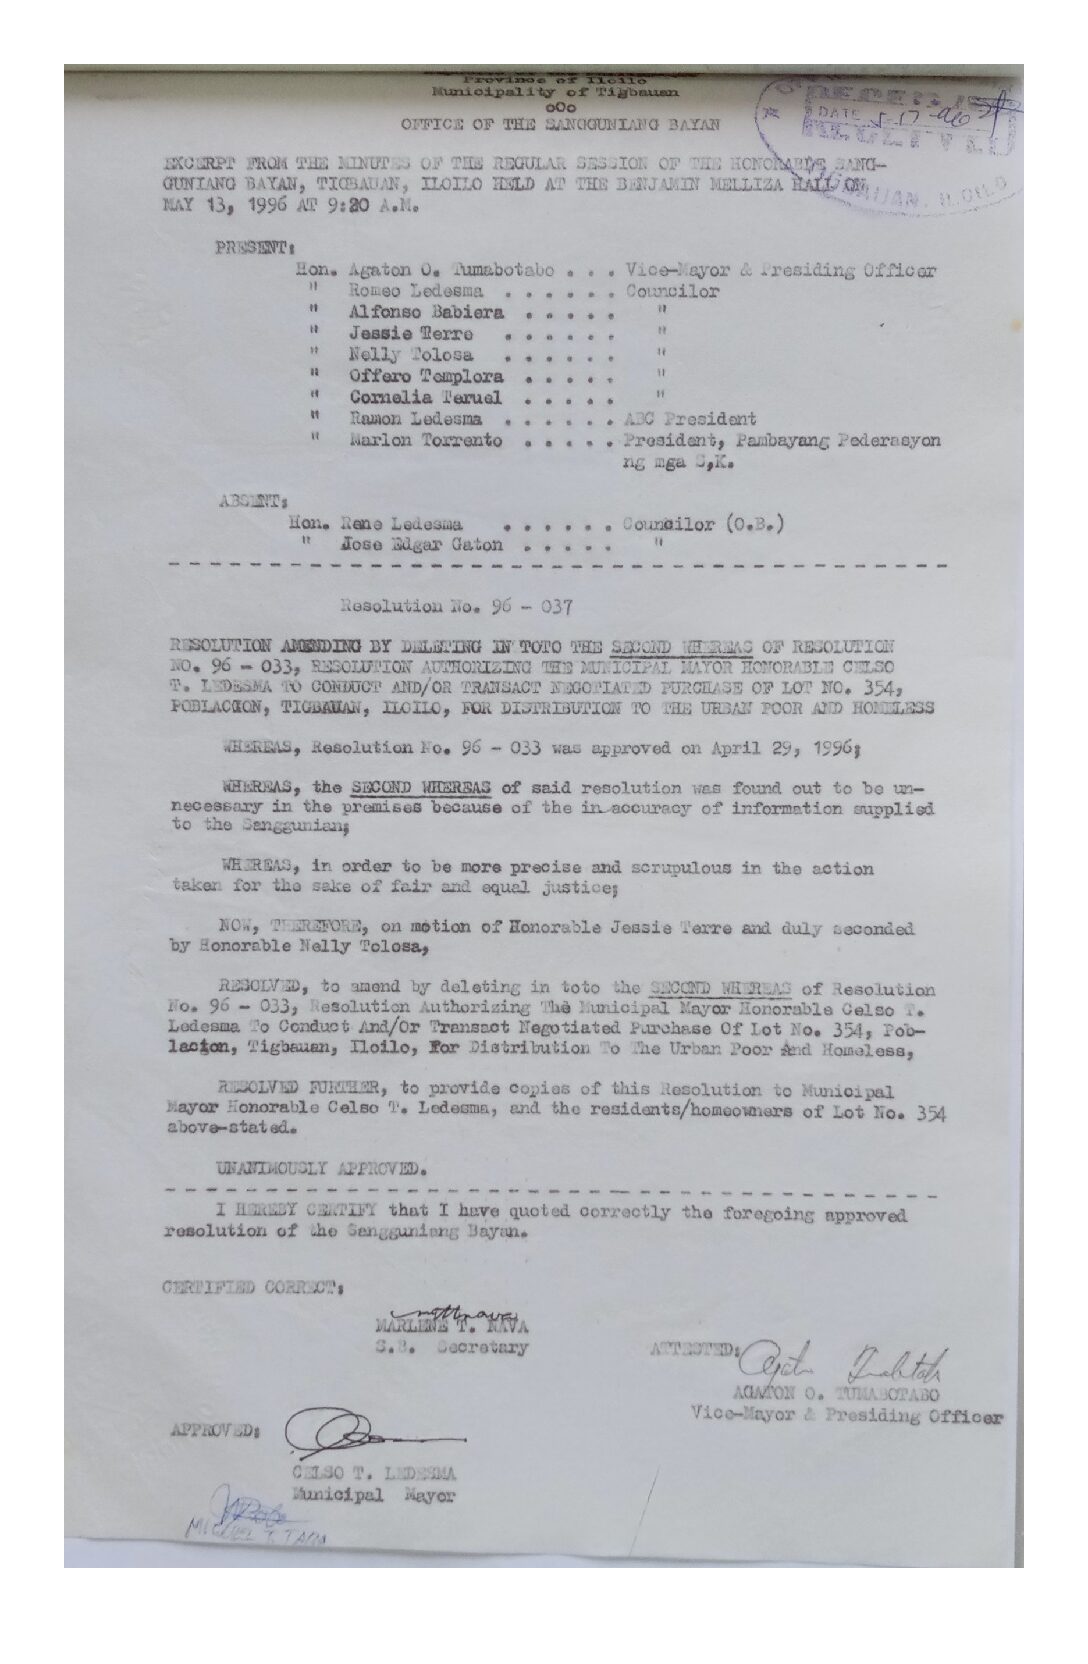 Province of Iloilo
Municipality of Tigbauan
oOo
OFFICE OF THE SANGGUNIANG BAYAN
DATE 5-17-96
TIGBAUAN, ILOILO
EXCERPT FROM THE MINUTES OF THE REGULAR SESSION OF THE HONORABLE SANG-
GUNIANG BAYAN, TIGBAUAN, ILOILO HELD AT THE BENJAMIN MELLIZA HALL ON
MAY 13, 1996 AT 9:20 A.M.
PRESENT:
Hon. Agaton O. Tumabotabo . . . Vice-Mayor & Presiding Officer
" Romeo Ledesma . . . . . . Councilor
" Alfonso Babiera . . . . . "
" Jessie Terre . . . . . . "
" Nelly Tolosa . . . . . . "
" Offero Templora . . . . . "
" Cornelia Teruel . . . . . "
" Ramon Ledesma . . . . . . ABC President
" Marlon Torrento . . . . . President, Pambayang Pederasyon
ng mga S,K.
ABSENT:
Hon. Rene Ledesma . . . . . . Councilor (O.B.)
" Jose Edgar Gaton . . . . . "
Resolution No. 96 - 037
RESOLUTION AMENDING BY DELETING IN TOTO THE SECOND WHEREAS OF RESOLUTION
NO. 96 - 033, RESOLUTION AUTHORIZING THE MUNICIPAL MAYOR HONORABLE CELSO
T. LEDESMA TO CONDUCT AND/OR TRANSACT NEGOTIATED PURCHASE OF LOT NO. 354,
POBLACION, TIGBAUAN, ILOILO, FOR DISTRIBUTION TO THE URBAN POOR AND HOMELESS
WHEREAS, Resolution No. 96 - 033 was approved on April 29, 1996;
WHEREAS, the SECOND WHEREAS of said resolution was found out to be un-
necessary in the premises because of the in accuracy of information supplied
to the Sanggunian;
WHEREAS, in order to be more precise and scrupulous in the action
taken for the sake of fair and equal justice;
NOW, THEREFORE, on motion of Honorable Jessie Terre and duly seconded
by Honorable Nelly Tolosa,
RESOLVED, to amend by deleting in toto the SECOND WHEREAS of Resolution
No. 96 - 033, Resolution Authorizing The Municipal Mayor Honorable Celso T.
Ledesma To Conduct And/Or Transact Negotiated Purchase Of Lot No. 354, Pob-
lacion, Tigbauan, Iloilo, For Distribution To The Urban Poor And Homeless,
RESOLVED FURTHER, to provide copies of this Resolution to Municipal
Mayor Honorable Celso T. Ledesma, and the residents/homeowners of Lot No. 354
above-stated.
UNANIMOUSLY APPROVED.
I HEREBY CERTIFY that I have quoted correctly the foregoing approved
resolution of the Sangguniang Bayan.
CERTIFIED CORRECT:
MARLENE T. NAVA
S.B. Secretary
ATTESTED:
AGATON O. TUMABOTABO
Vice-Mayor & Presiding Officer
APPROVED:
CELSO T. LEDESMA
Municipal Mayor
MIGUEL T.